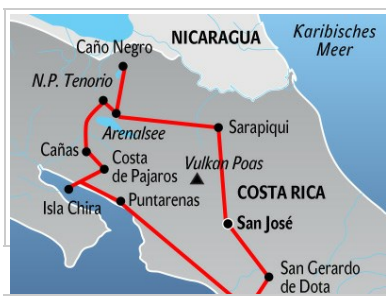 NICARAGUA
Karibisches
Meer
Caño Negro
N.P. Tenorio
Arenalsee
Sarapiqui
Cañas
Costa
de Pajaros
Vulkan Poas
COSTA RICA
Isla Chira
Puntarenas
San José
San Gerardo
de Dota